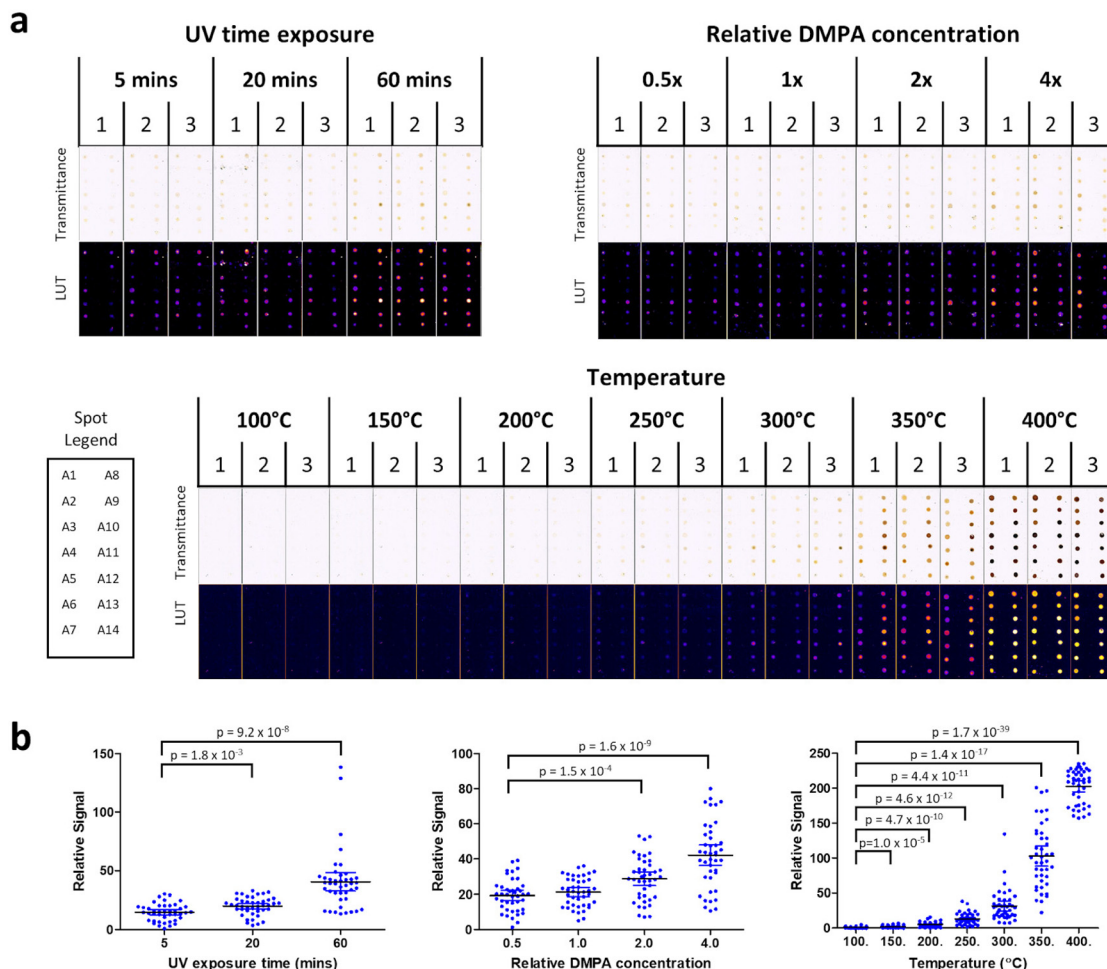 a
UV time exposure
5 mins 20 mins 60 mins
1 2 3 1 2 3 1 2 3
Transmittance
LUT
Relative DMPA concentration
0.5x 1x 2x 4x
1 2 3 1 2 3 1 2 3 1 2 3
Transmittance
LUT
Spot
Legend
A1 A8
A2 A9
A3 A10
A4 A11
A5 A12
A6 A13
A7 A14
Temperature
100°C 150°C 200°C 250°C 300°C 350°C 400°C
1 2 3 1 2 3 1 2 3 1 2 3 1 2 3 1 2 3 1 2 3
Transmittance
LUT
b
p = 9.2 x 10-8
p = 1.8 x 10-3
Relative Signal
150
100
50
0
5 20 60
UV exposure time (mins)
p = 1.6 x 10-9
p = 1.5 x 10-4
Relative Signal
100
80
60
40
20
0
0.5 1.0 2.0 4.0
Relative DMPA concentration
p = 1.7 x 10-39
p = 1.4 x 10-17
p = 4.4 x 10-11
p = 4.6 x 10-12
p = 4.7 x 10-10
p=1.0 x 10-5
Relative Signal
250
200
150
100
50
0
100. 150. 200. 250. 300. 350. 400.
Temperature (°C)